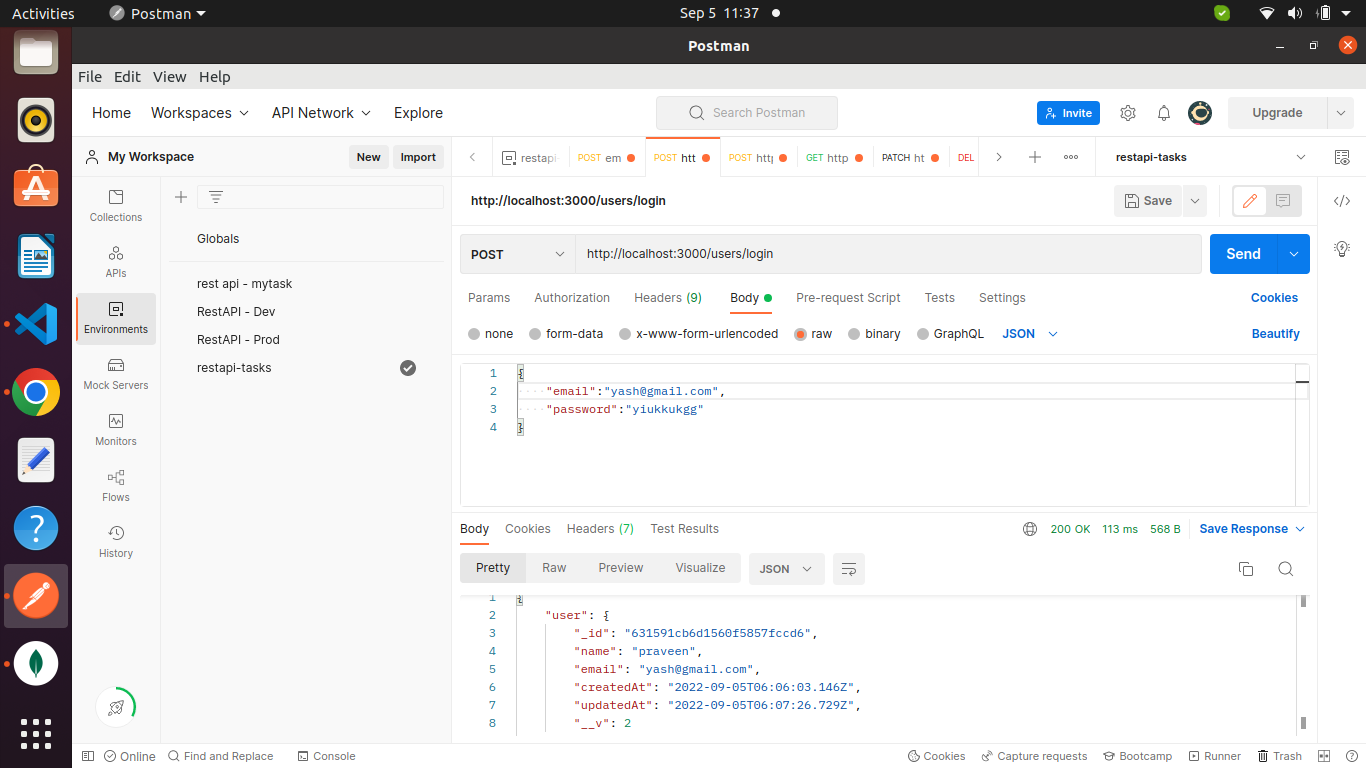 Activities Postman Sep 5 11:37
Postman
File Edit View Help
Home Workspaces API Network Explore Search Postman Invite Upgrade
My Workspace New Import
restapi- POST em POST htt POST http GET http PATCH ht DEL restapi-tasks
Collections
APIs
Environments
Mock Servers
Monitors
Flows
History
Globals
rest api - mytask
RestAPI - Dev
RestAPI - Prod
restapi-tasks
http://localhost:3000/users/login Save
POST http://localhost:3000/users/login Send
Params Authorization Headers (9) Body Pre-request Script Tests Settings Cookies
none form-data x-www-form-urlencoded raw binary GraphQL JSON Beautify
1 {
2 "email":"yash@gmail.com",
3 "password":"yiukkukgg"
4 }
Body Cookies Headers (7) Test Results 200 OK 113 ms 568 B Save Response
Pretty Raw Preview Visualize JSON
1 {
2 "user": {
3 "_id": "631591cb6d1560f5857fccd6",
4 "name": "praveen",
5 "email": "yash@gmail.com",
6 "createdAt": "2022-09-05T06:06:03.146Z",
7 "updatedAt": "2022-09-05T06:07:26.729Z",
8 "__v": 2
Online Find and Replace Console Cookies Capture requests Bootcamp Runner Trash